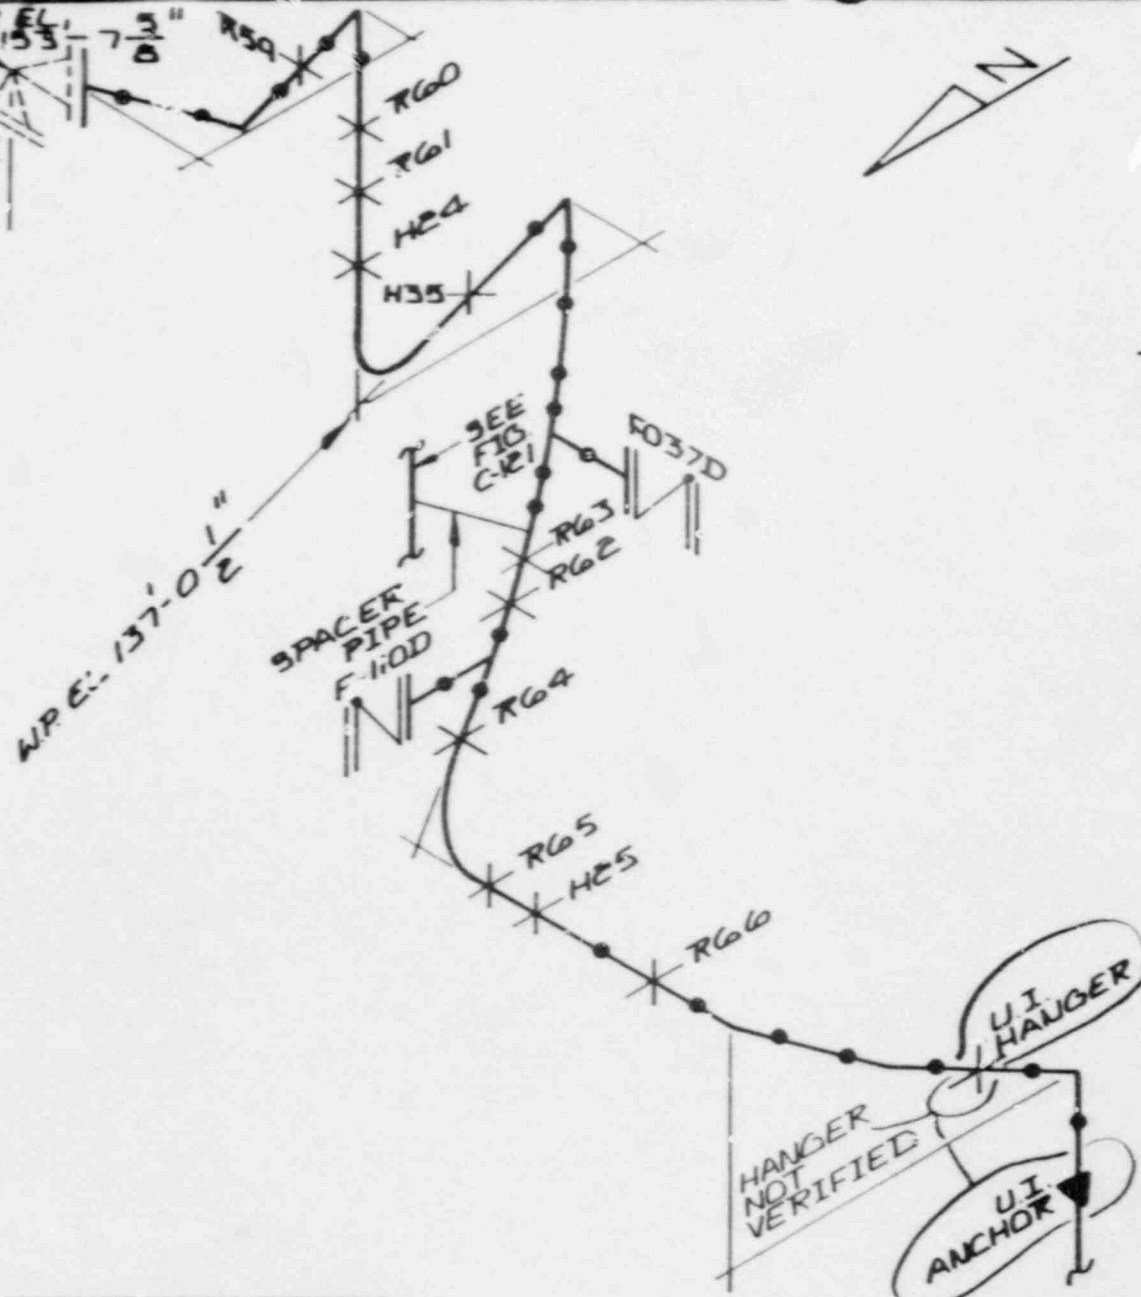 EL
7 5/8"
R59
N
R60
R61
H24
H35
SEE
FIG
C-121
F037D
R63
R62
W.P. EL. 137'-0 1/2"
SPACER
PIPE
F-110D
R64
R65
H25
R66
U.I.
HANGER
HANGER
NOT
VERIFIED
U.I.
ANCHOR